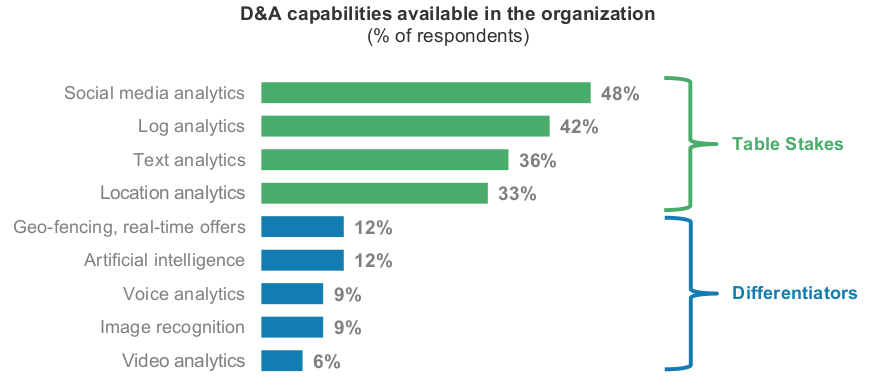 D&A capabilities available in the organization
(% of respondents)
Social media analytics 48%
Log analytics 42%
Text analytics 36%
Location analytics 33%
Table Stakes
Geo-fencing, real-time offers 12%
Artificial intelligence 12%
Voice analytics 9%
Image recognition 9%
Video analytics 6%
Differentiators